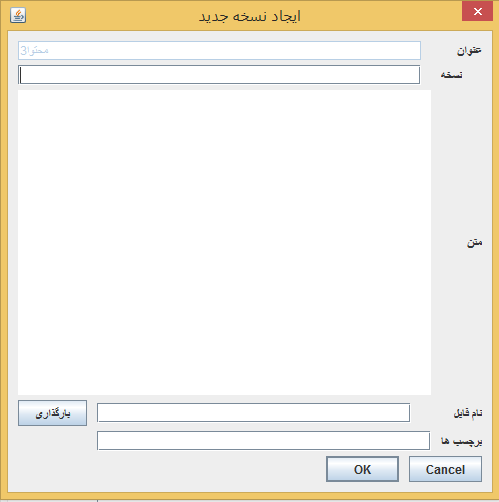 ایجاد نسخه جدید
عنوان محتوا3
نسخه
متن
نام فایل بارگذاری
برچسب ها
OK Cancel